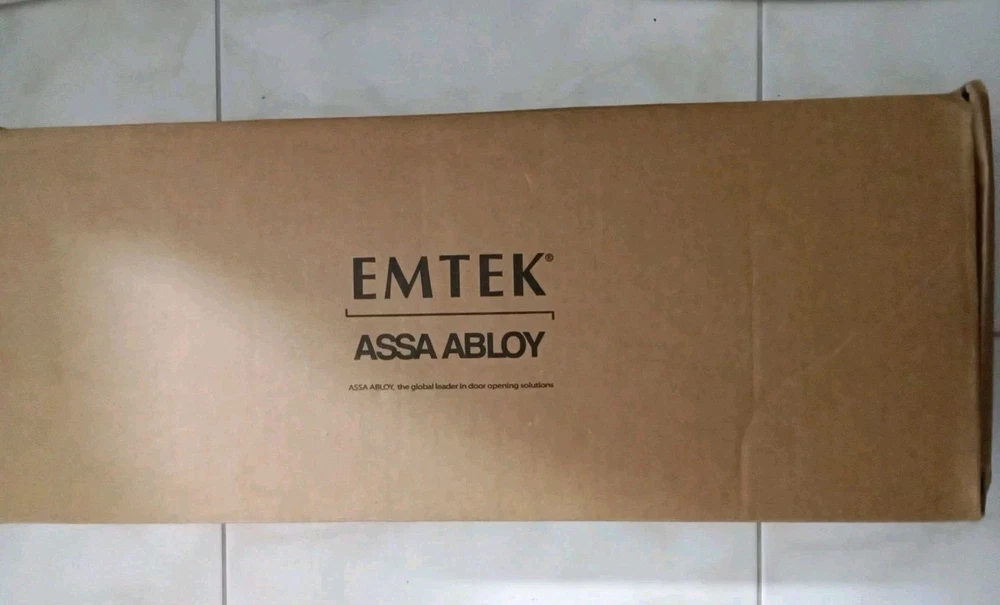 EMTEK®
ASSA ABLOY
ASSA ABLOY, the global leader in door opening solutions